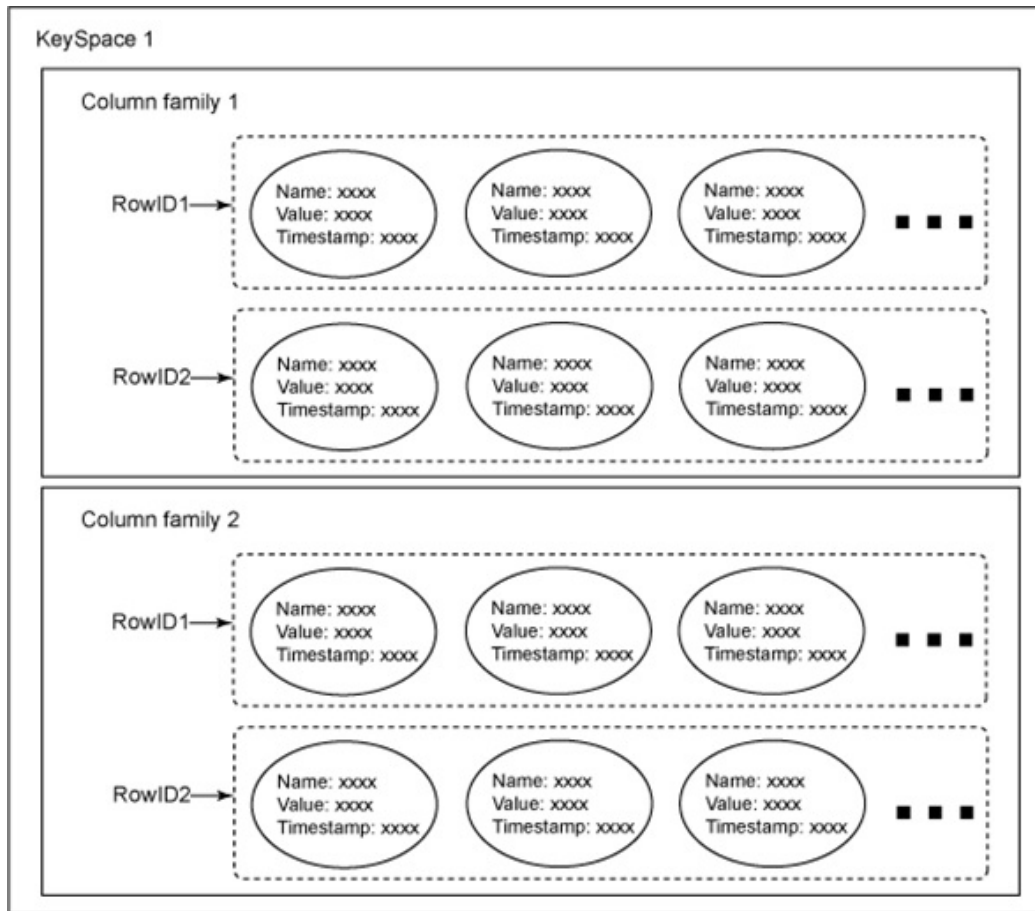 KeySpace 1
Column family 1
RowID1
Name: xxxx
Value: xxxx
Timestamp: xxxx
Name: xxxx
Value: xxxx
Timestamp: xxxx
Name: xxxx
Value: xxxx
Timestamp: xxxx
RowID2
Name: xxxx
Value: xxxx
Timestamp: xxxx
Name: xxxx
Value: xxxx
Timestamp: xxxx
Name: xxxx
Value: xxxx
Timestamp: xxxx
Column family 2
RowID1
Name: xxxx
Value: xxxx
Timestamp: xxxx
Name: xxxx
Value: xxxx
Timestamp: xxxx
Name: xxxx
Value: xxxx
Timestamp: xxxx
RowID2
Name: xxxx
Value: xxxx
Timestamp: xxxx
Name: xxxx
Value: xxxx
Timestamp: xxxx
Name: xxxx
Value: xxxx
Timestamp: xxxx